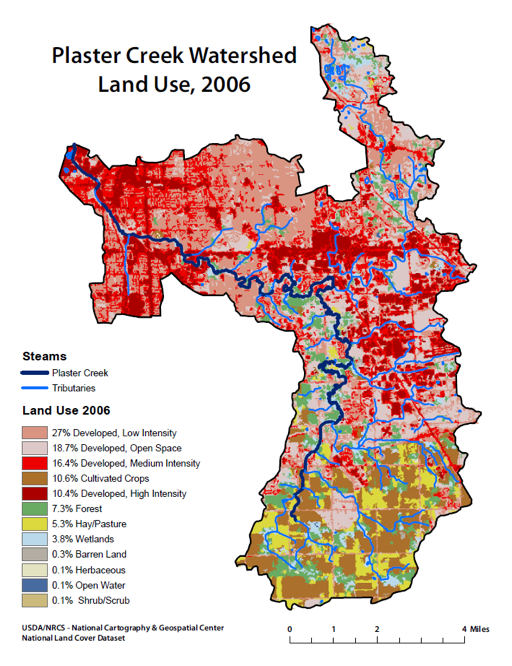 Plaster Creek Watershed
Land Use, 2006
Steams
Plaster Creek
Tributaries
Land Use 2006
27% Developed, Low Intensity
18.7% Developed, Open Space
16.4% Developed, Medium Intensity
10.6% Cultivated Crops
10.4% Developed, High Intensity
7.3% Forest
5.3% Hay/Pasture
3.8% Wetlands
0.3% Barren Land
0.1% Herbaceous
0.1% Open Water
0.1% Shrub/Scrub
USDA/NRCS - National Cartography & Geospatial Center
National Land Cover Dataset
0 1 2 4 Miles